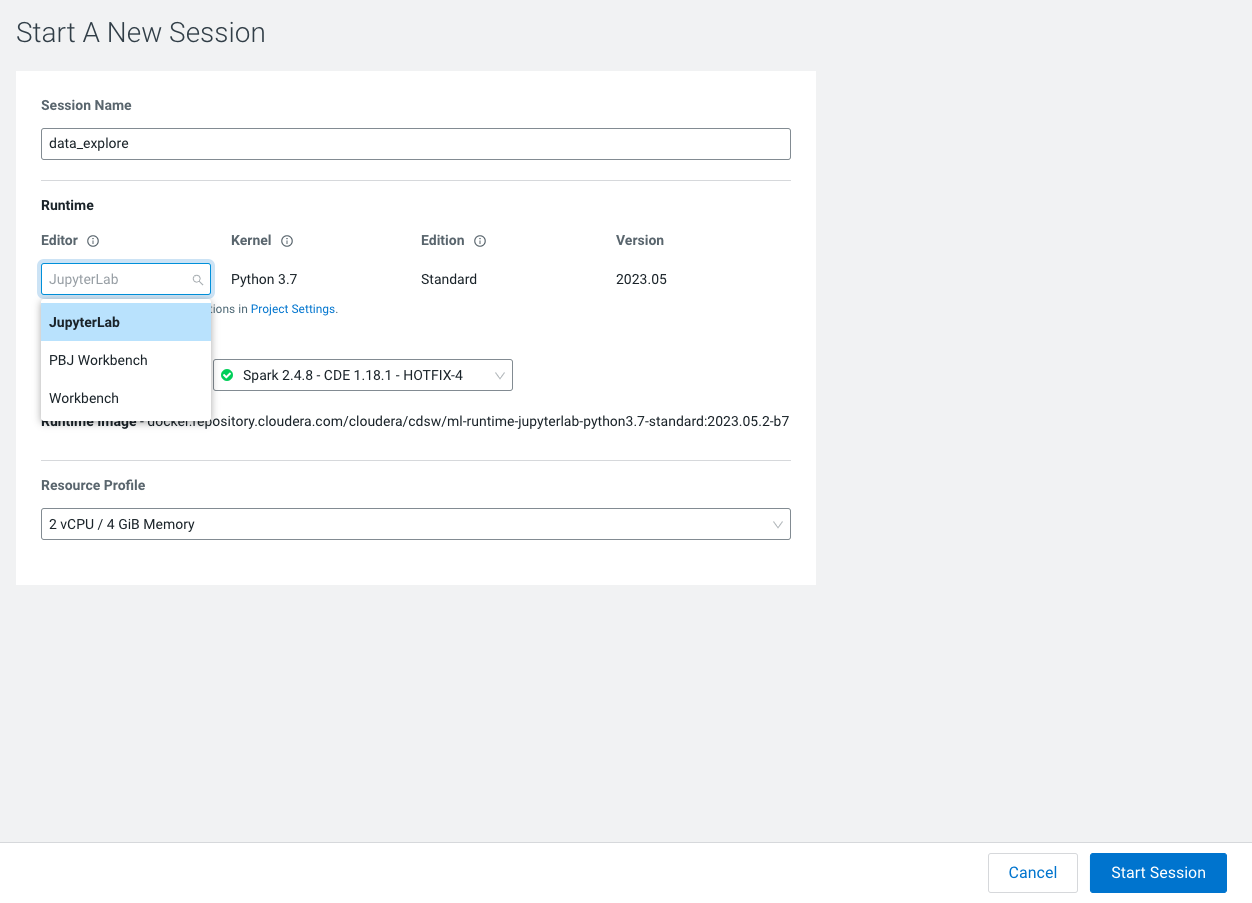 Start A New Session
Session Name
data_explore
Runtime
Editor Kernel Edition Version
JupyterLab Python 3.7 Standard 2023.05
in Project Settings.
JupyterLab
PBJ Workbench
Spark 2.4.8 - CDE 1.18.1 - HOTFIX-4
Workbench
Runtime Image - docker.repository.cloudera.com/cloudera/cdsw/ml-runtime-jupyterlab-python3.7-standard:2023.05.2-b7
Resource Profile
2 vCPU / 4 GiB Memory
Cancel Start Session